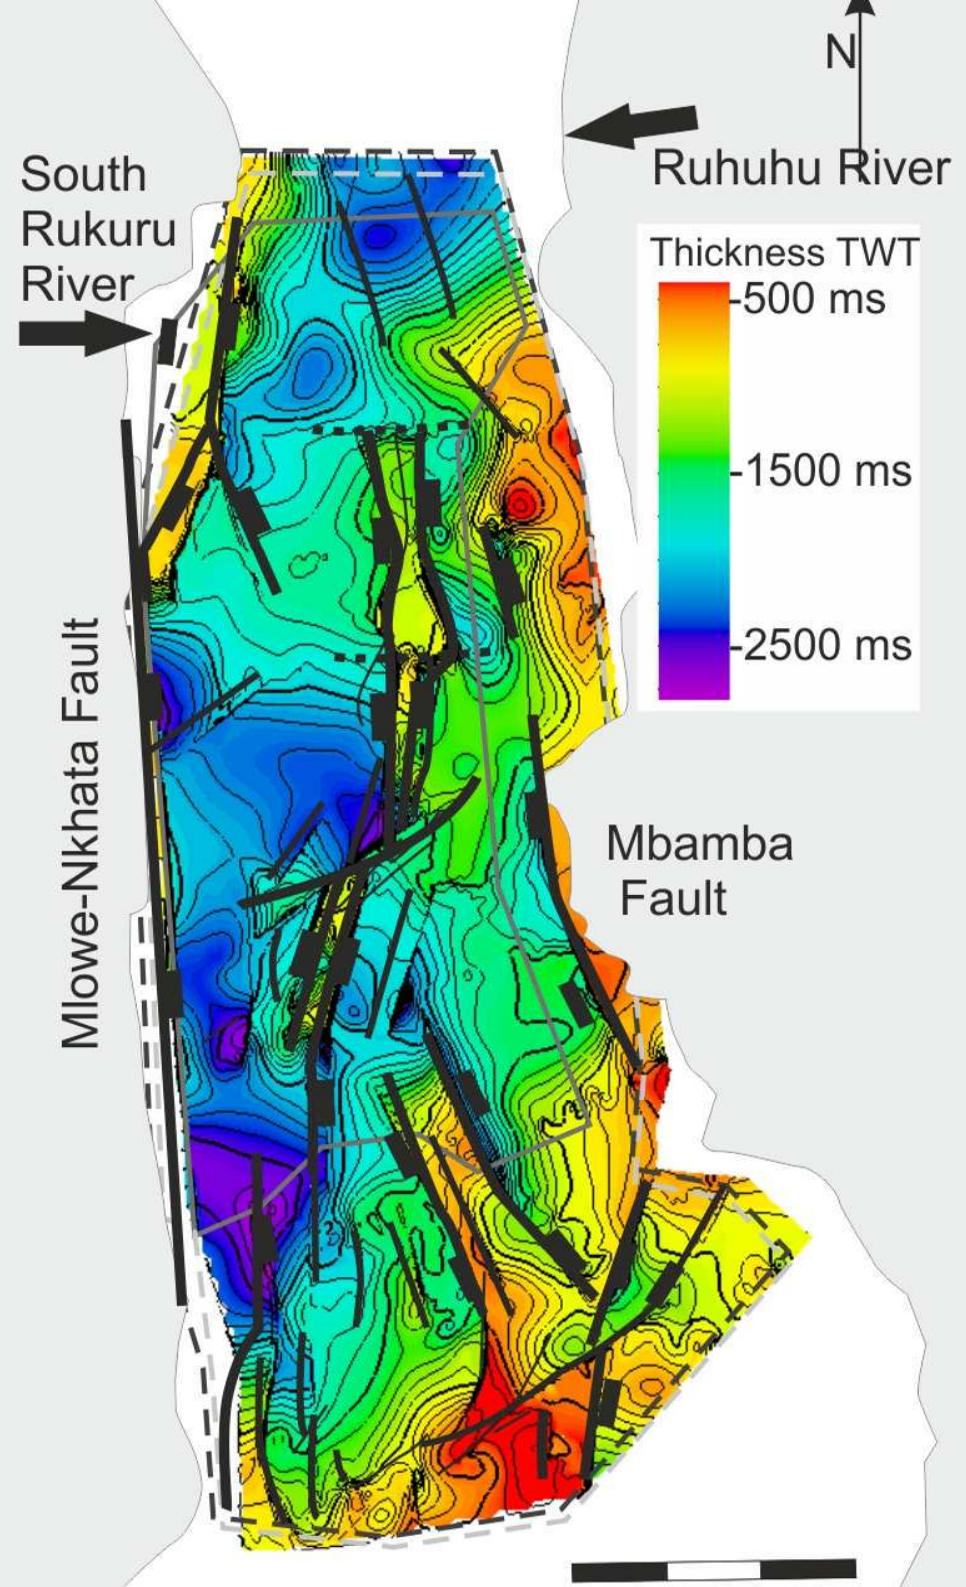 N
South
Rukuru
River
Ruhuhu River
Thickness TWT
-500 ms
-1500 ms
-2500 ms
Mlowe-Nkhata Fault
Mbamba
Fault